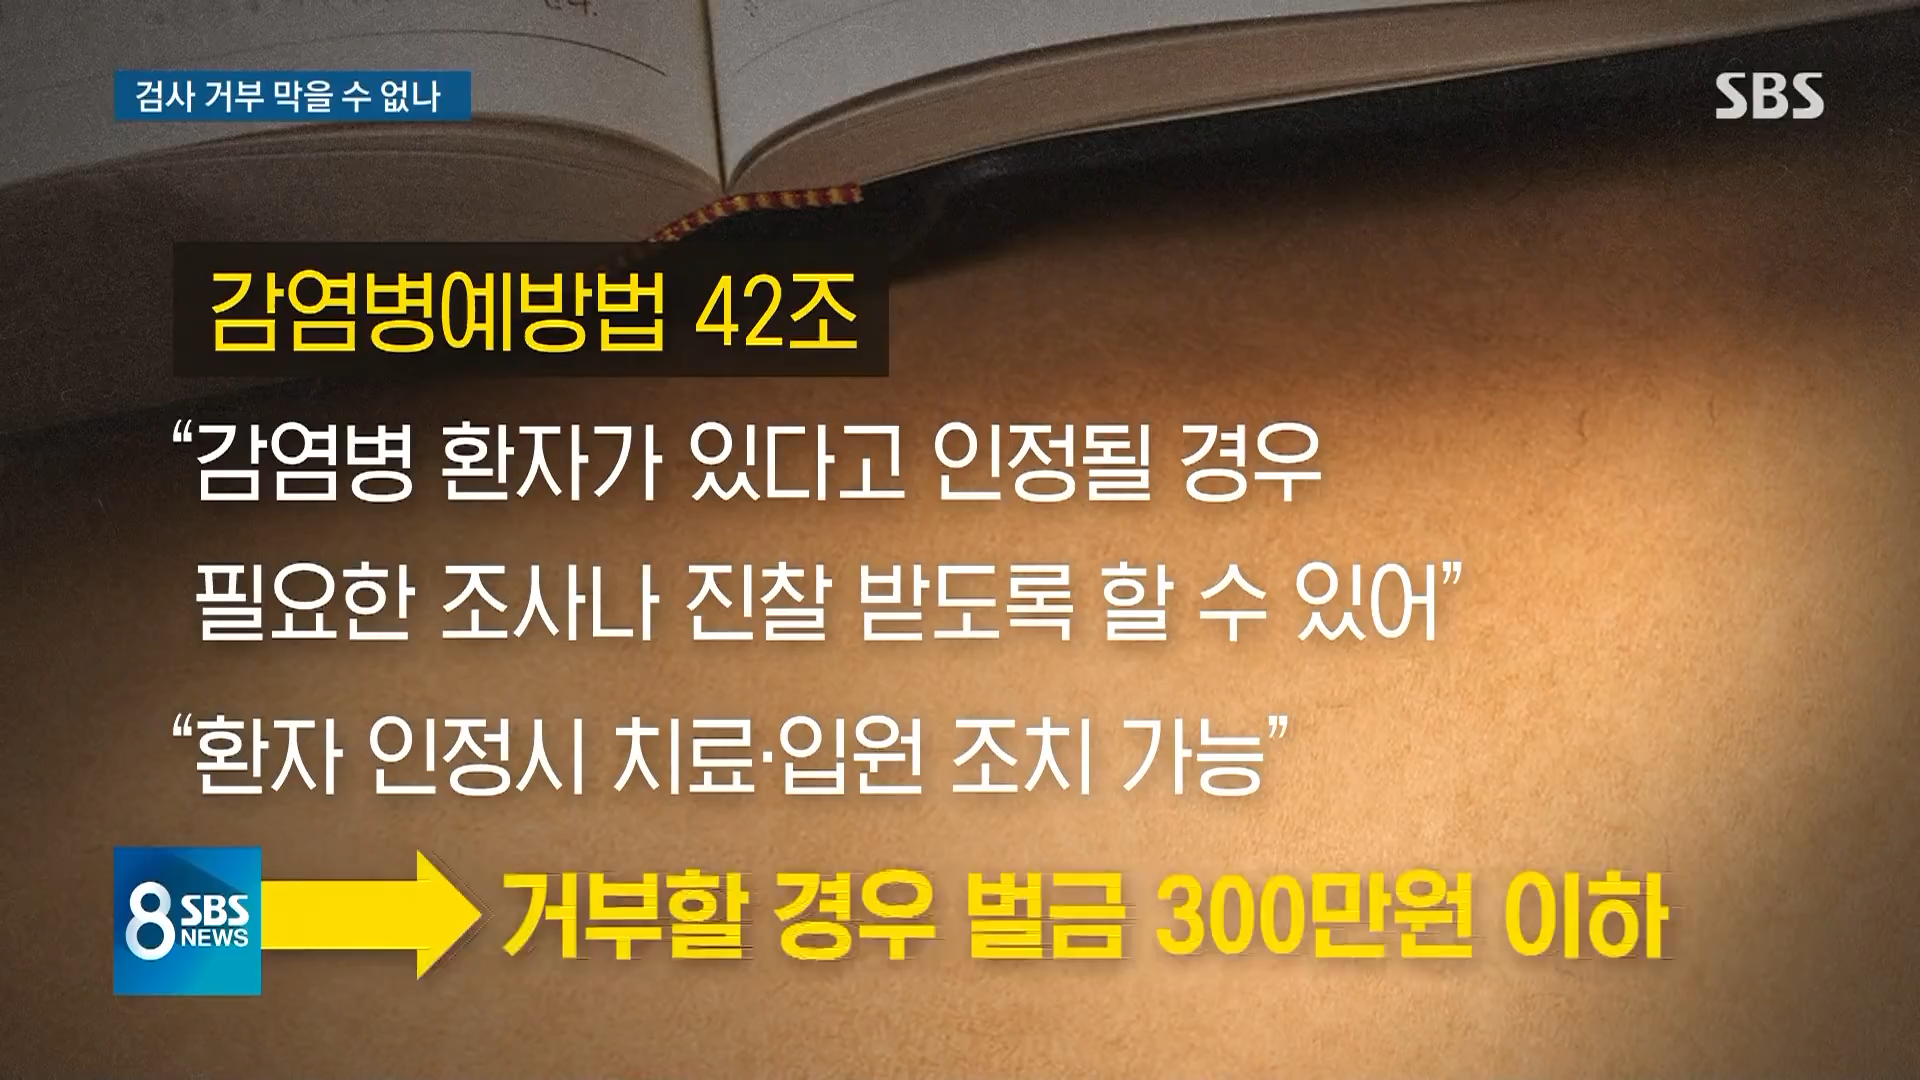 검사 거부 막을 수 없나
SBS
감염병예방법 42조
“감염병 환자가 있다고 인정될 경우
필요한 조사나 진찰 받도록 할 수 있어”
“환자 인정시 치료·입원 조치 가능”
8 SBS NEWS
거부할 경우 벌금 300만원 이하